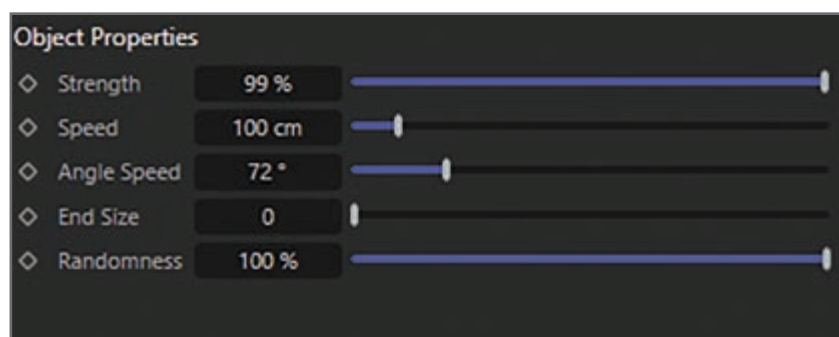 Object Properties
Strength 99 %
Speed 100 cm
Angle Speed 72 °
End Size 0
Randomness 100 %